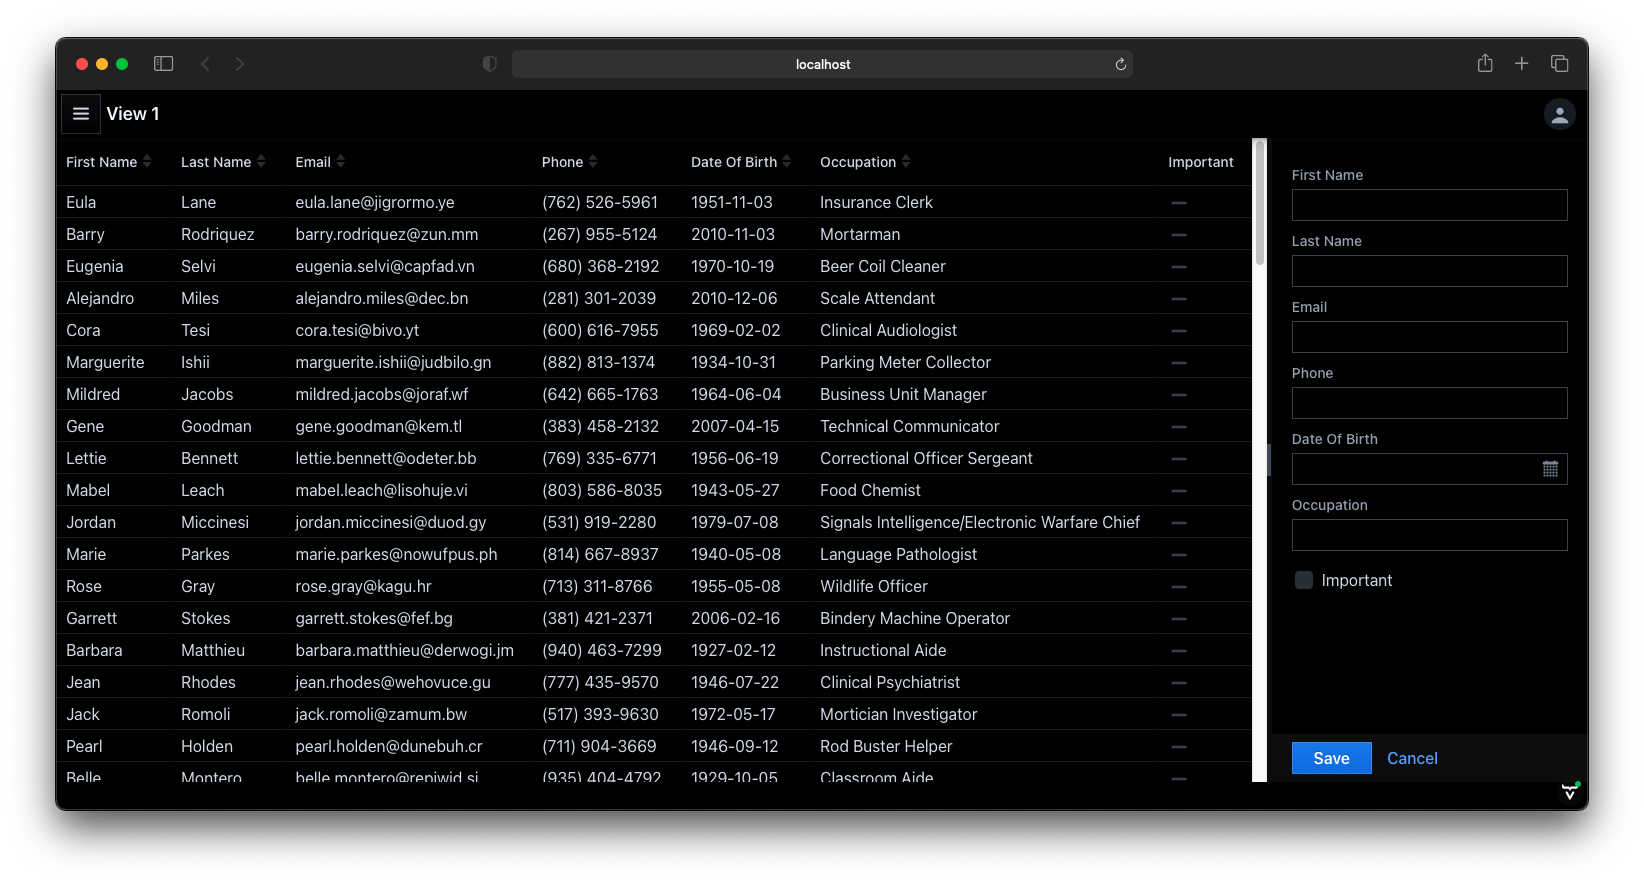 localhost
View 1
First Name Last Name Email Phone Date Of Birth Occupation Important
Eula Lane eula.lane@jigrormo.ye (762) 526-5961 1951-11-03 Insurance Clerk
Barry Rodriquez barry.rodriquez@zun.mm (267) 955-5124 2010-11-03 Mortarman
Eugenia Selvi eugenia.selvi@capfad.vn (680) 368-2192 1970-10-19 Beer Coil Cleaner
Alejandro Miles alejandro.miles@dec.bn (281) 301-2039 2010-12-06 Scale Attendant
Cora Tesi cora.tesi@bivo.yt (600) 616-7955 1969-02-02 Clinical Audiologist
Marguerite Ishii marguerite.ishii@judbilo.gn (882) 813-1374 1934-10-31 Parking Meter Collector
Mildred Jacobs mildred.jacobs@joraf.wf (642) 665-1763 1964-06-04 Business Unit Manager
Gene Goodman gene.goodman@kem.tl (383) 458-2132 2007-04-15 Technical Communicator
Lettie Bennett lettie.bennett@odeter.bb (769) 335-6771 1956-06-19 Correctional Officer Sergeant
Mabel Leach mabel.leach@lisohuje.vi (803) 586-8035 1943-05-27 Food Chemist
Jordan Miccinesi jordan.miccinesi@duod.gy (531) 919-2280 1979-07-08 Signals Intelligence/Electronic Warfare Chief
Marie Parkes marie.parkes@nowufpus.ph (814) 667-8937 1940-05-08 Language Pathologist
Rose Gray rose.gray@kagu.hr (713) 311-8766 1955-05-08 Wildlife Officer
Garrett Stokes garrett.stokes@fef.bg (381) 421-2371 2006-02-16 Bindery Machine Operator
Barbara Matthieu barbara.matthieu@derwogi.jm (940) 463-7299 1927-02-12 Instructional Aide
Jean Rhodes jean.rhodes@wehovuce.gu (777) 435-9570 1946-07-22 Clinical Psychiatrist
Jack Romoli jack.romoli@zamum.bw (517) 393-9630 1972-05-17 Mortician Investigator
Pearl Holden pearl.holden@dunebuh.cr (711) 904-3669 1946-09-12 Rod Buster Helper
Belle Montero belle.montero@repiwid.si (935) 404-4792 1929-10-05 Classroom Aide
First Name
Last Name
Email
Phone
Date Of Birth
Occupation
Important
Save Cancel